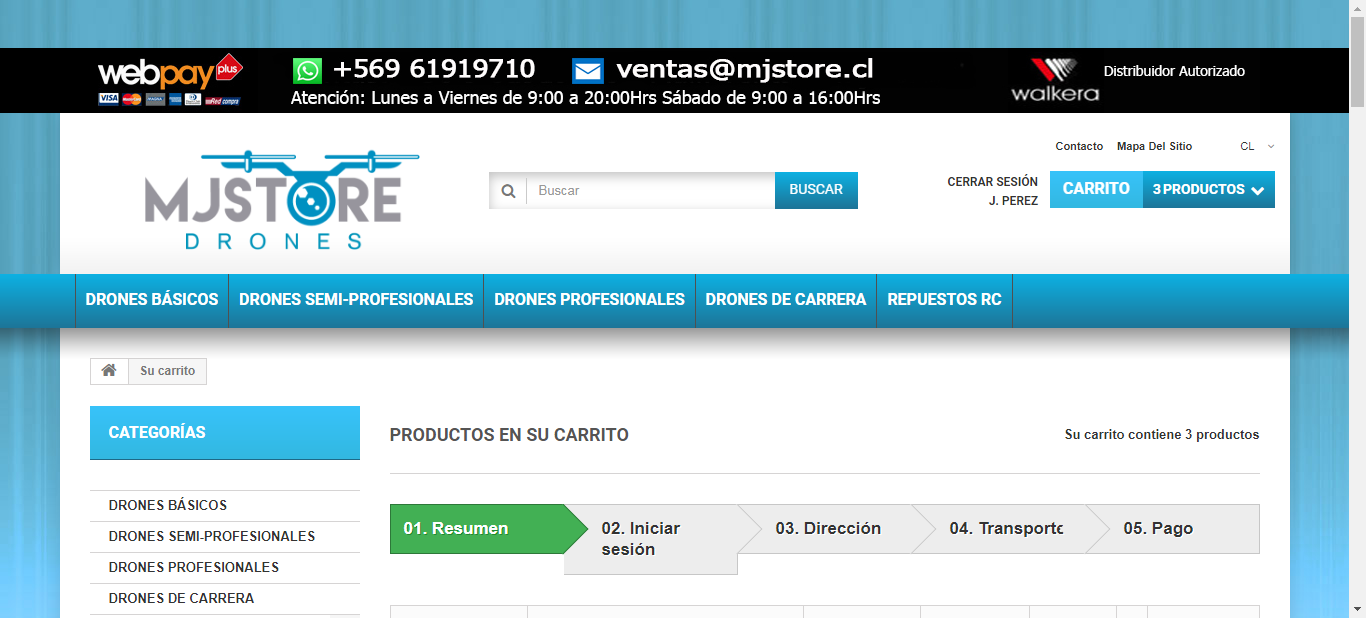 webpay plus
VISA
+569 61919710
ventas@mjstore.cl
Atención: Lunes a Viernes de 9:00 a 20:00Hrs Sábado de 9:00 a 16:00Hrs
walkera
Distribuidor Autorizado
Contacto Mapa Del Sitio CL
MJSTORE
DRONES
Buscar
BUSCAR
CERRAR SESIÓN
J. PEREZ
CARRITO 3 PRODUCTOS
DRONES BÁSICOS DRONES SEMI-PROFESIONALES DRONES PROFESIONALES DRONES DE CARRERA REPUESTOS RC
Su carrito
CATEGORÍAS
DRONES BÁSICOS
DRONES SEMI-PROFESIONALES
DRONES PROFESIONALES
DRONES DE CARRERA
PRODUCTOS EN SU CARRITO
Su carrito contiene 3 productos
01. Resumen
02. Iniciar
sesión
03. Dirección
04. Transporte
05. Pago